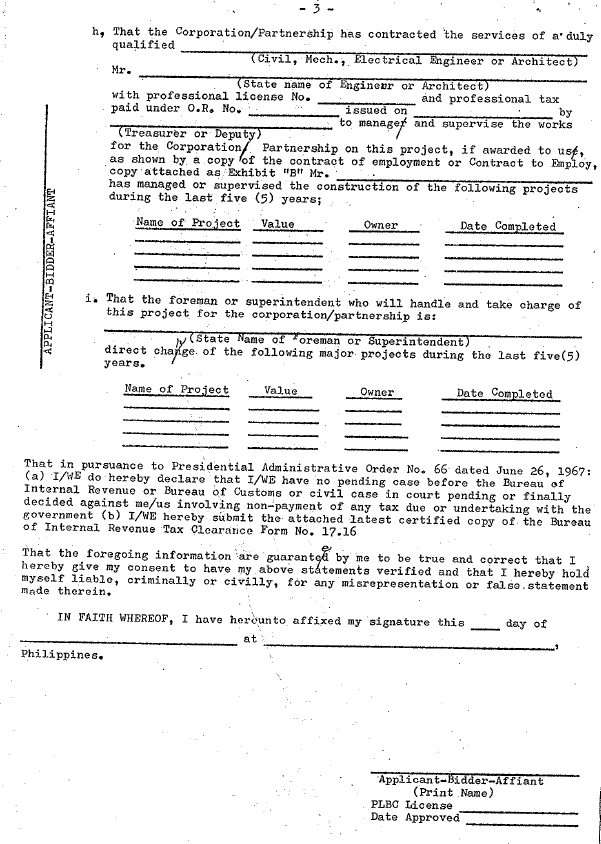 - 3 -
h, That the Corporation/Partnership has contracted the services of a duly
qualified
(Civil, Mech., Electrical Engineer or Architect)
Mr.
(State name of Engineer or Architect)
with professional license No. and professional tax
paid under O.R. No. issued on by
to manage/ and supervise the works
(Treasurer or Deputy)
for the Corporation/ Partnership on this project, if awarded to us,
as shown by a copy of the contract of employment or Contract to Employ,
copy attached as Exhibit "B" Mr.
has managed or supervised the construction of the following projects
during the last five (5) years;
Name of Project Value Owner Date Completed
APPLICANT-BIDDER-AFFIANT
i. That the foreman or superintendent who will handle and take charge of
this project for the corporation/partnership is:
(State Name of Foreman or Superintendent)
direct charge of the following major projects during the last five(5)
years.
Name of Project Value Owner Date Completed
That in pursuance to Presidential Administrative Order No. 66 dated June 26, 1967:
(a) I/WE do hereby declare that I/WE have no pending case before the Bureau of
Internal Revenue or Bureau of Customs or civil case in court pending or finally
decided against me/us involving non-payment of any tax due or undertaking with the
government (b) I/WE hereby submit the attached latest certified copy of the Bureau
of Internal Revenue Tax Clearance Form No. 17.16
That the foregoing information are guaranteed by me to be true and correct that I
hereby give my consent to have my above statements verified and that I hereby hold
myself liable, criminally or civilly, for any misrepresentation or false statement
made therein.
IN FAITH WHEREOF, I have hereunto affixed my signature this day of
at ,
Philippines.
Applicant-Bidder-Affiant
(Print Name)
PLBC License
Date Approved